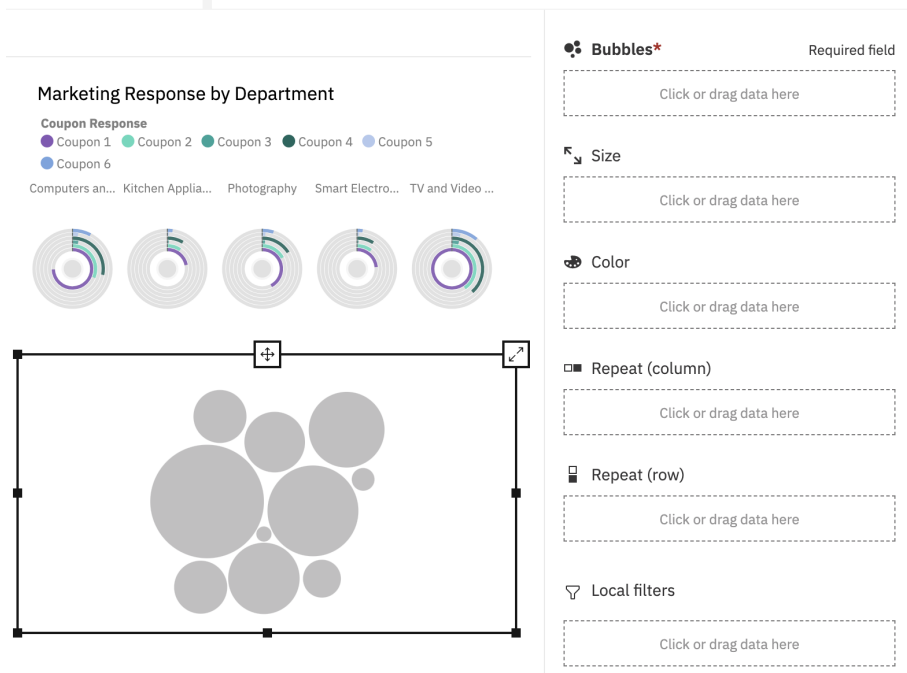 Marketing Response by Department
Coupon Response
Coupon 1 Coupon 2 Coupon 3 Coupon 4 Coupon 5
Coupon 6
Computers an... Kitchen Applia... Photography Smart Electro... TV and Video ...
Bubbles* Required field
Click or drag data here
Size
Click or drag data here
Color
Click or drag data here
Repeat (column)
Click or drag data here
Repeat (row)
Click or drag data here
Local filters
Click or drag data here